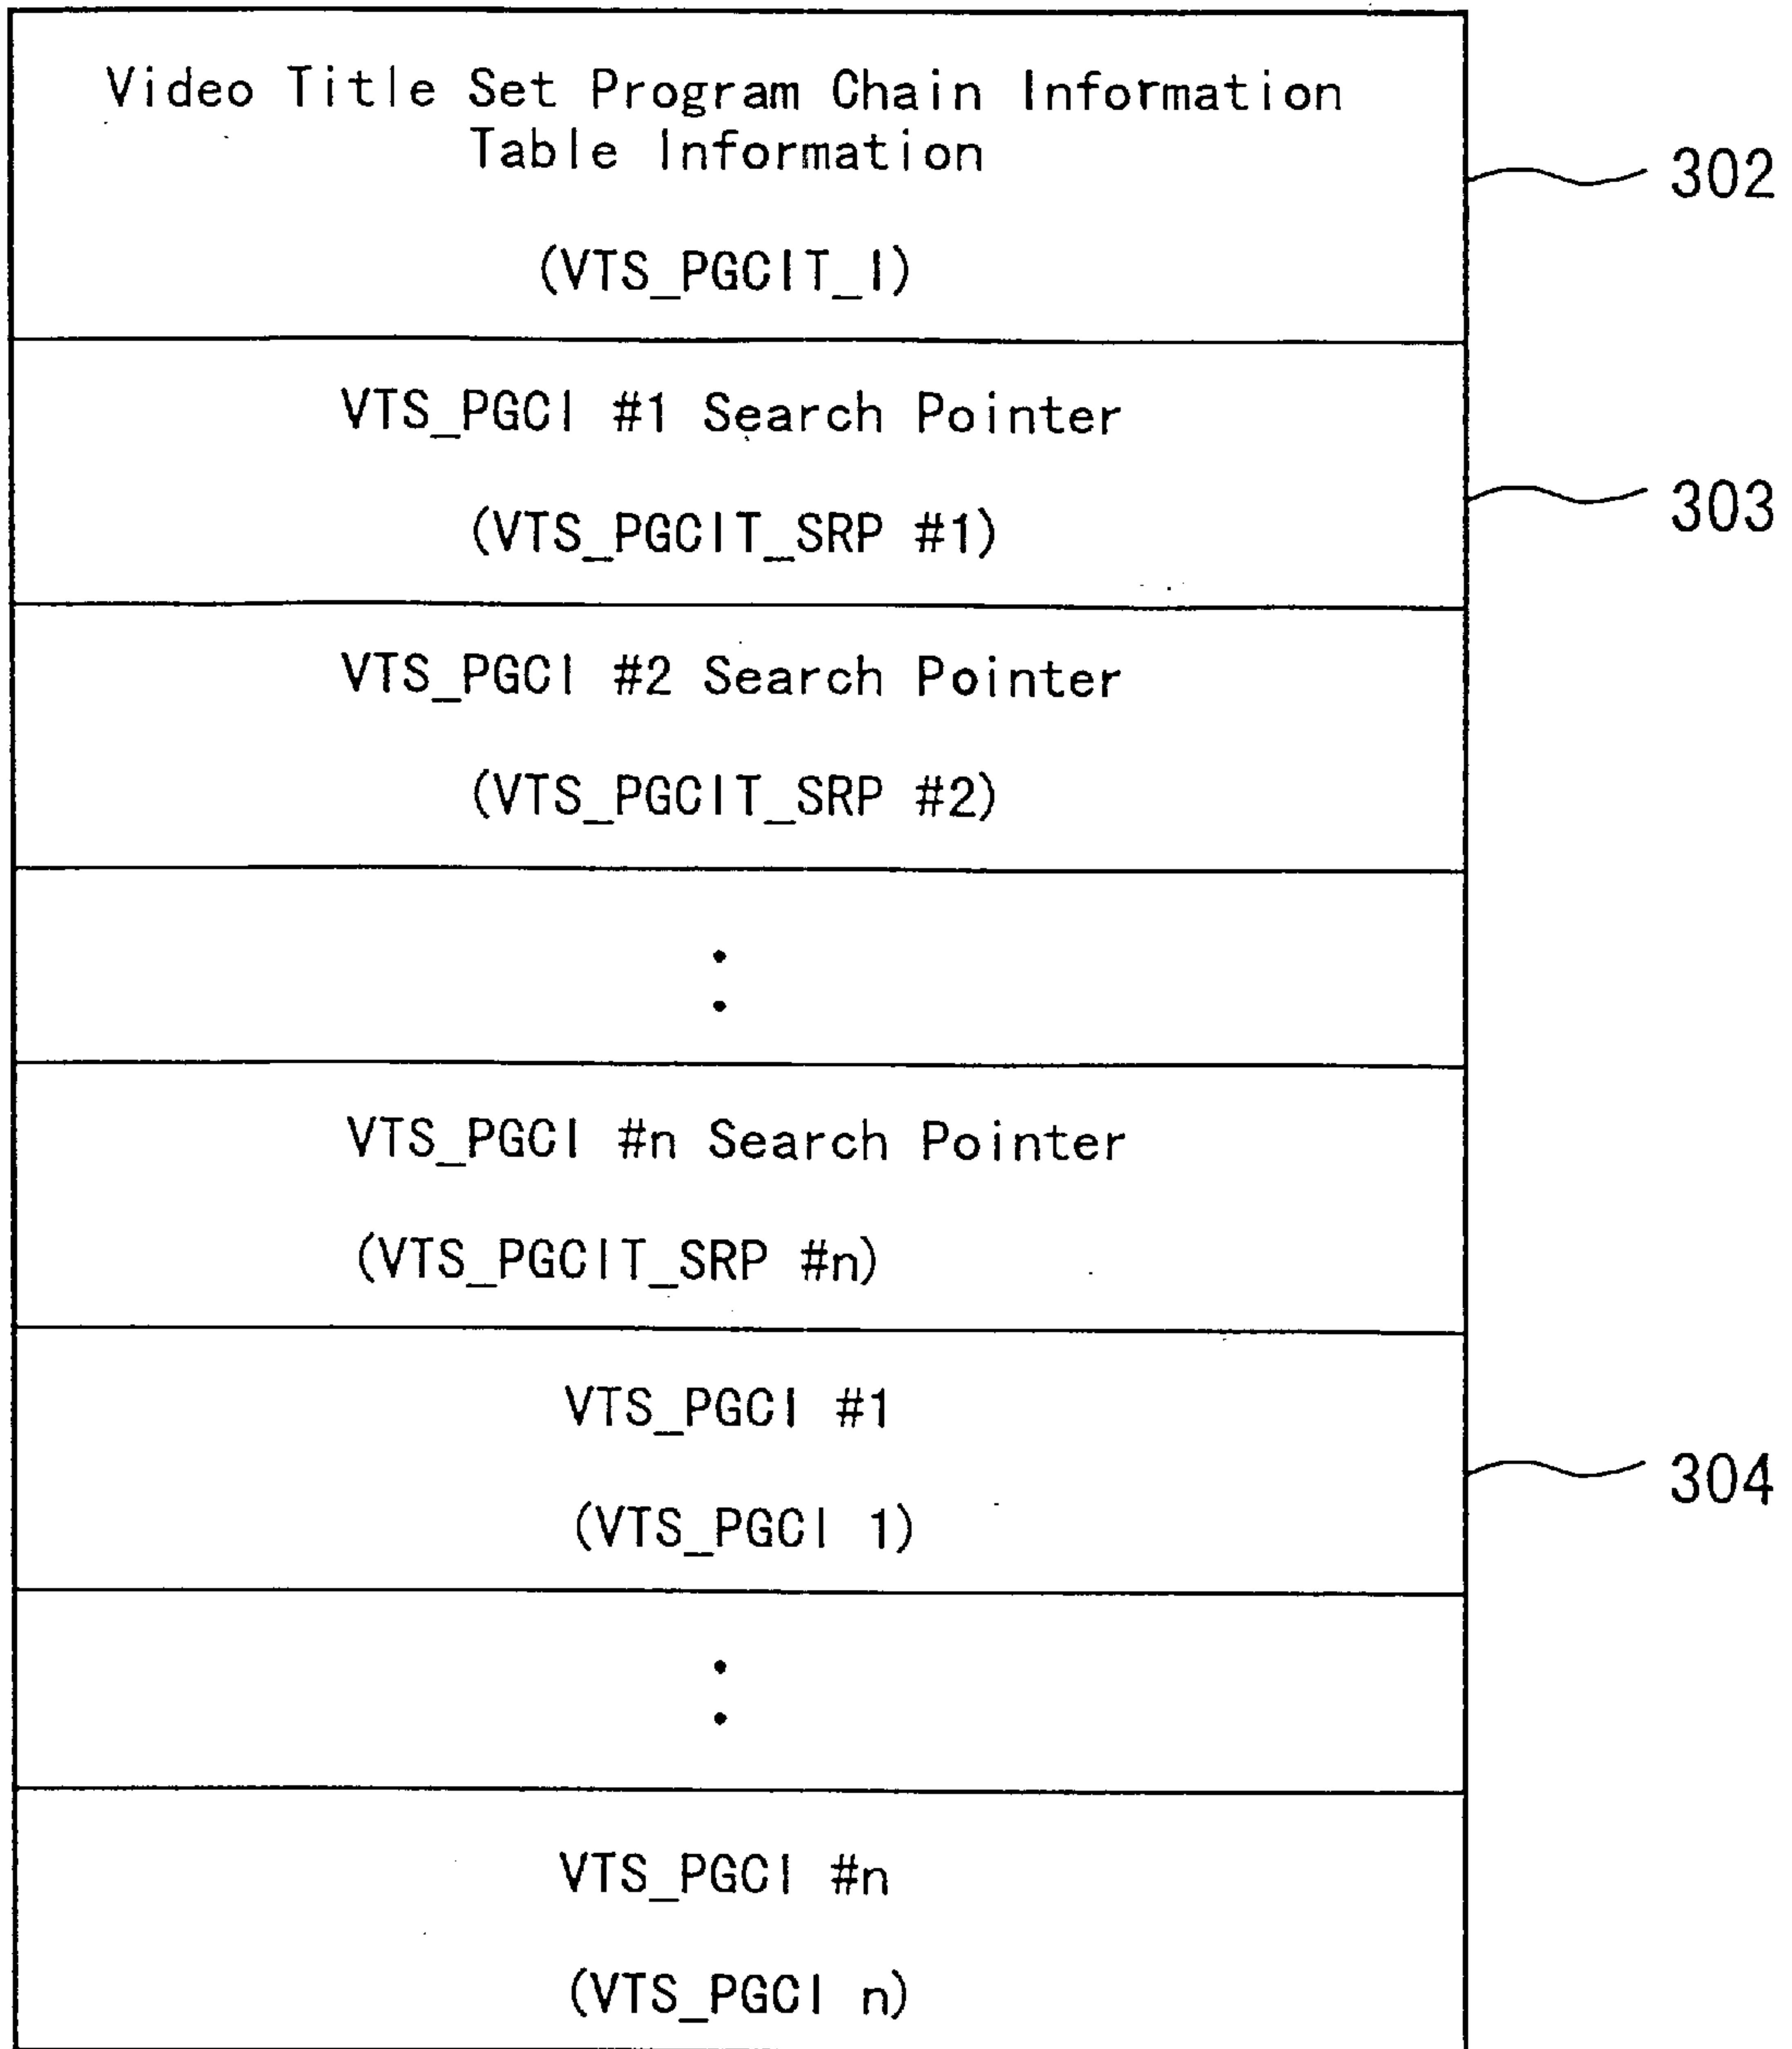 Video Title Set Program Chain Information
Table Information
(VTS_PGCIT_I)
302
VTS_PGCI #1 Search Pointer
303
(VTS_PGCIT_SRP #1)
VTS_PGCI #2 Search Pointer
(VTS_PGCIT_SRP #2)
:
VTS_PGCI #n Search Pointer
(VTS_PGCIT_SRP #n)
VTS_PGCI #1
304
(VTS_PGCI 1)
:
VTS_PGCI #n
(VTS_PGCI n)